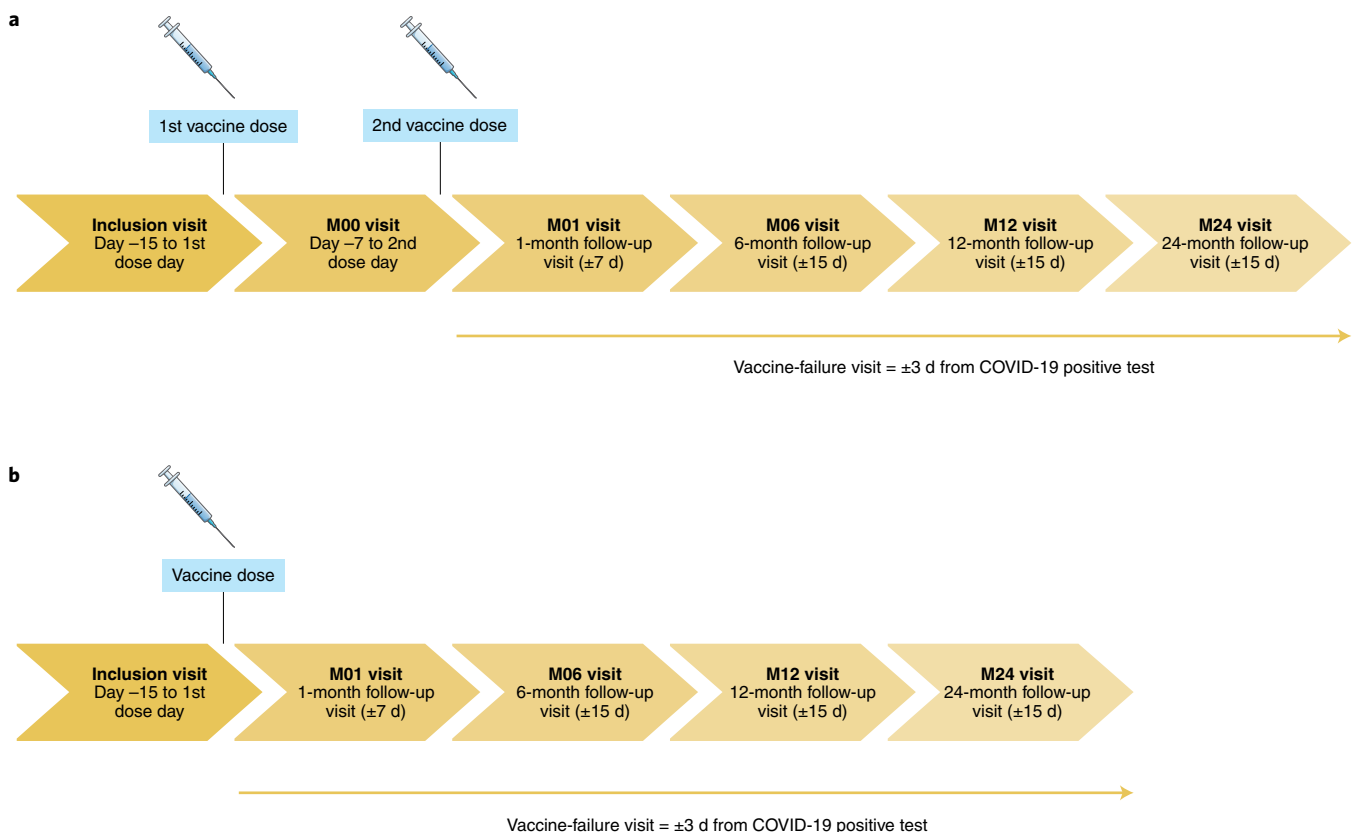 a
1st vaccine dose
2nd vaccine dose
Inclusion visit
Day –15 to 1st
dose day
M00 visit
Day –7 to 2nd
dose day
M01 visit
1-month follow-up
visit (±7 d)
M06 visit
6-month follow-up
visit (±15 d)
M12 visit
12-month follow-up
visit (±15 d)
M24 visit
24-month follow-up
visit (±15 d)
Vaccine-failure visit = ±3 d from COVID-19 positive test
b
Vaccine dose
Inclusion visit
Day –15 to 1st
dose day
M01 visit
1-month follow-up
visit (±7 d)
M06 visit
6-month follow-up
visit (±15 d)
M12 visit
12-month follow-up
visit (±15 d)
M24 visit
24-month follow-up
visit (±15 d)
Vaccine-failure visit = ±3 d from COVID-19 positive test